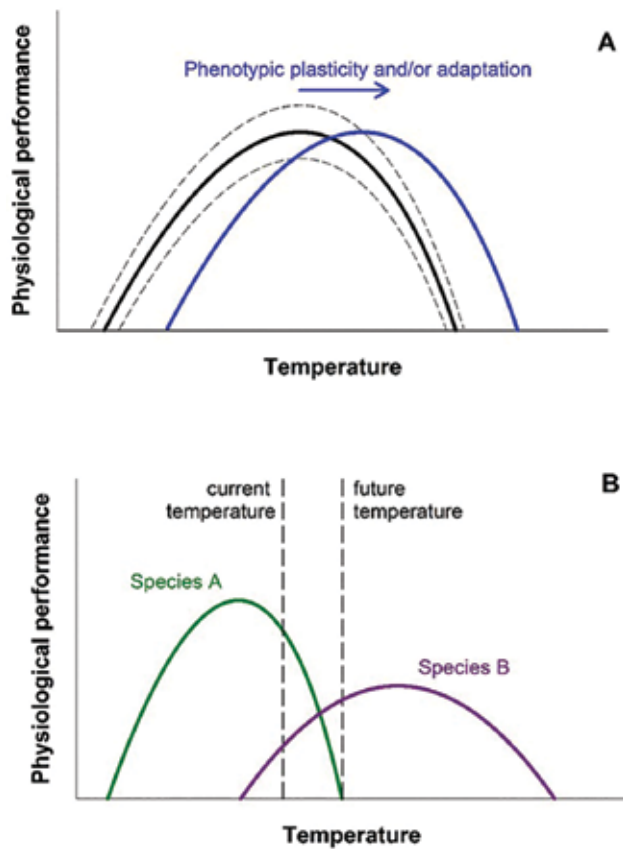 A
Phenotypic plasticity and/or adaptation
Physiological performance
Temperature
B
current
temperature
future
temperature
Species A
Species B
Physiological performance
Temperature